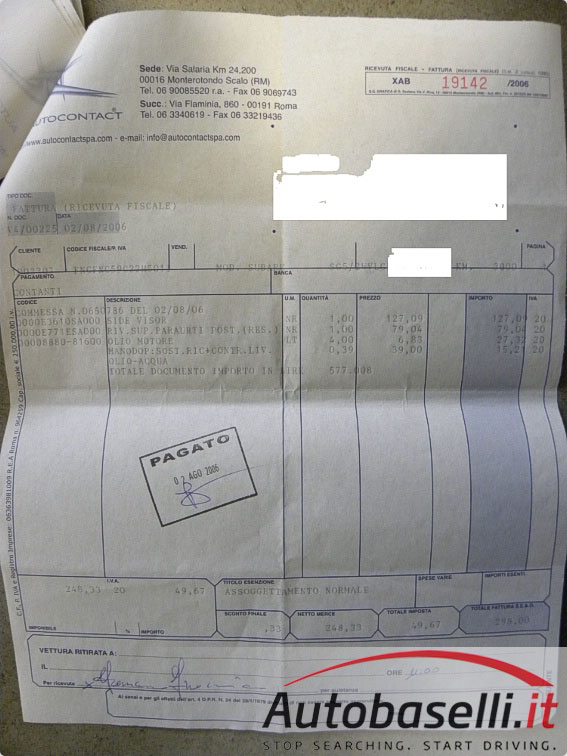 Sede: Via Salaria Km 24,200
00016 Monterotondo Scalo (RM)
Tel. 06 90085520 r.a. - Fax 06 9069743
Succ.: Via Flaminia, 860 - 00191 Roma
Tel. 06 3340619 - Fax 06 33219436
AUTOCONTACT
www.autocontactspa.com - e-mail: info@autocontactspa.com
XAB 19142 /2006
TIPO DOC.
FATTURA (RICEVUTA FISCALE)
N. DOC. DATA
02/08/2006
CLIENTE CODICE FISCALE/P. IVA VEND. PAGINA
MOD. SUBARU
PAGAMENTO BANCA
CONTANTI
CODICE DESCRIZIONE U.M. QUANTITÀ PREZZO IMPORTO IVA
COMMESSA N.0650786 DEL 02/08/06
SIDE VISOR NR 1,00 127,09 127,09 20
RIV.SUP.PARAURTI POST.(RES.) NR 1,00 79,04 79,04 20
OLIO MOTORE LT 4,00 6,83 27,32 20
MANODOP:SOST.RIC+CONTR.LIV. 0,39 39,00 15,21 20
OLIO-ACQUA
TOTALE DOCUMENTO IMPORTO IN LIRE 577.008
PAGATO
02 AGO 2006
I.V.A. TITOLO ESENZIONE SPESE VARIE IMPORTI ESENTI
248,33 20 49,67 ASSOGGETTAMENTO NORMALE
IMPONIBILE % IMPORTO SCONTO FINALE NETTO MERCE TOTALE IMPOSTA TOTALE FATTURA
,33 248,33 49,67 298,00
VETTURA RITIRATA A:
IL ORE
Per ricevuta
Per quietanza
Autobaselli.it
STOP SEARCHING. START DRIVING.